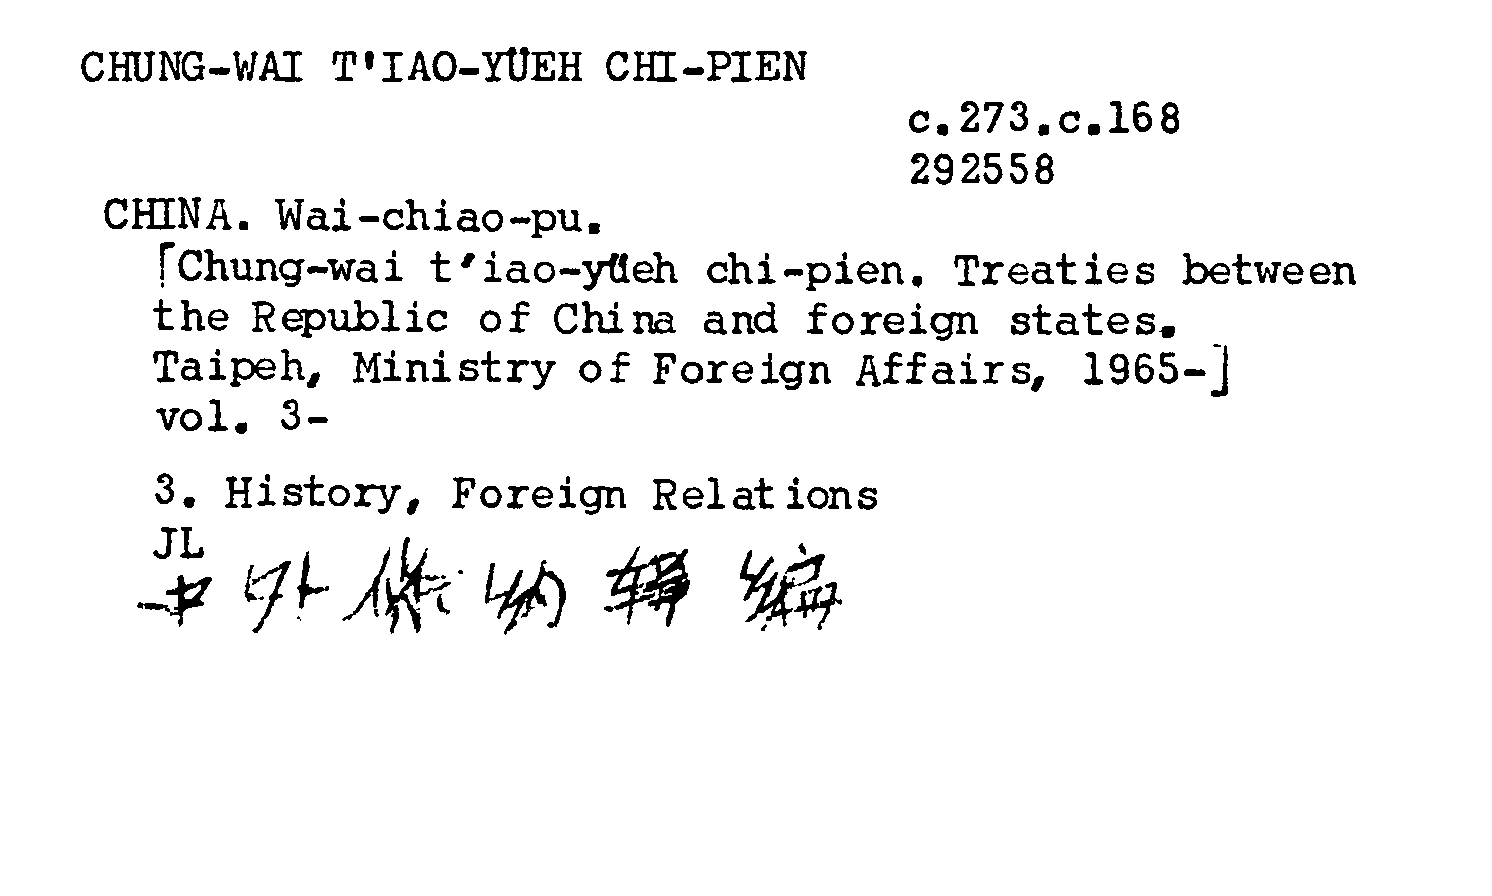 CHUNG-WAI T'IAO-YÜEH CHI-PIEN
c.273.c.168
292558
CHINA. Wai-chiao-pu.
⌈Chung-wai t'iao-yüeh chi-pien. Treaties between
the Republic of China and foreign states.
Taipeh, Ministry of Foreign Affairs, 1965-⌋
vol. 3-
3. History, Foreign Relations
JL
中外條約輯編